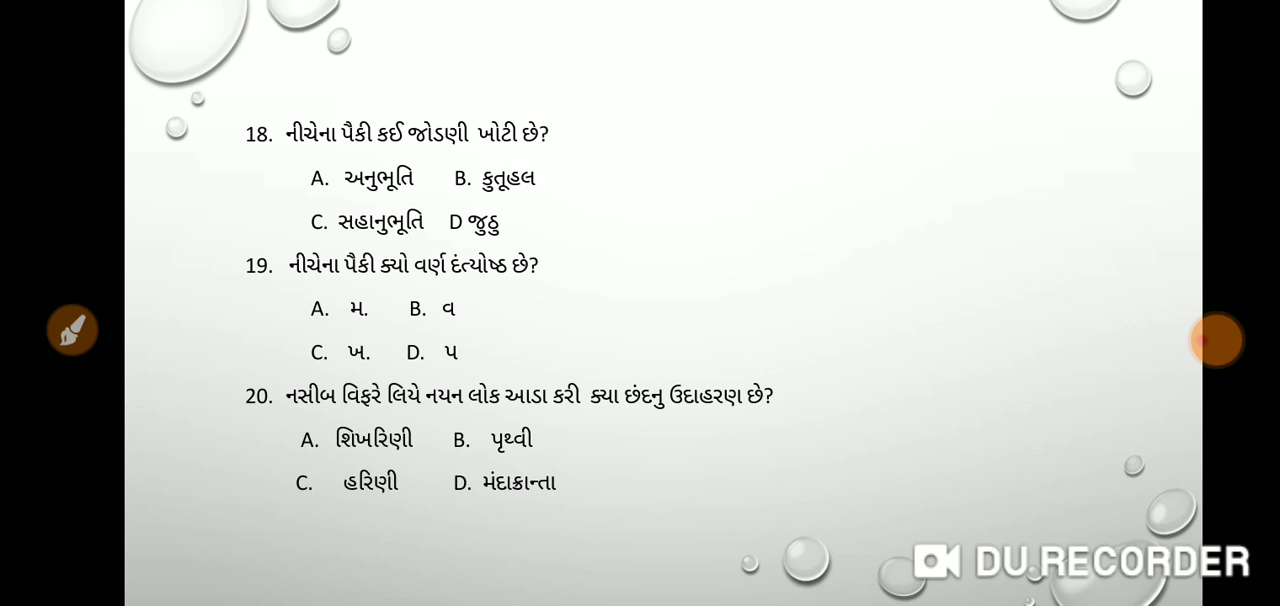 18. નીચેના પૈકી કઈ જોડણી ખોટી છે?
A. અનુભૂતિ B. કુતૂહલ
C. સહાનુભૂતિ D જુઠુ
19. નીચેના પૈકી ક્યો વર્ણ દંત્યોષ્ઠ છે?
A. મ. B. વ
C. ખ. D. પ
20. નસીબ વિફરે લિયે નયન લોક આડા કરી ક્યા છંદનુ ઉદાહરણ છે?
A. શિખરિણી B. પૃથ્વી
C. હરિણી D. મંદાક્રાન્તા
DU RECORDER